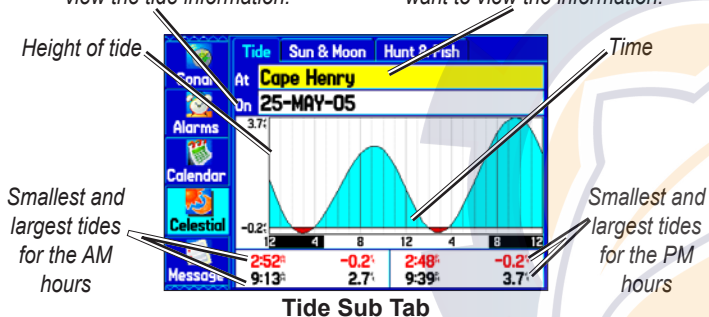 view the tide information.
want to view the information.
Height of tide
Time
Tide Sun & Moon Hunt & Fish
Sonar
At Cape Henry
On 25-MAY-05
Alarms
3.7
Calendar
Celestial
-0.2
12 4 8 12 4 8 12
Smallest and
largest tides
for the AM
hours
2:52 -0.2 2:48 -0.2
9:13 2.7 9:39 3.7
Message
Smallest and
largest tides
for the PM
hours
Tide Sub Tab